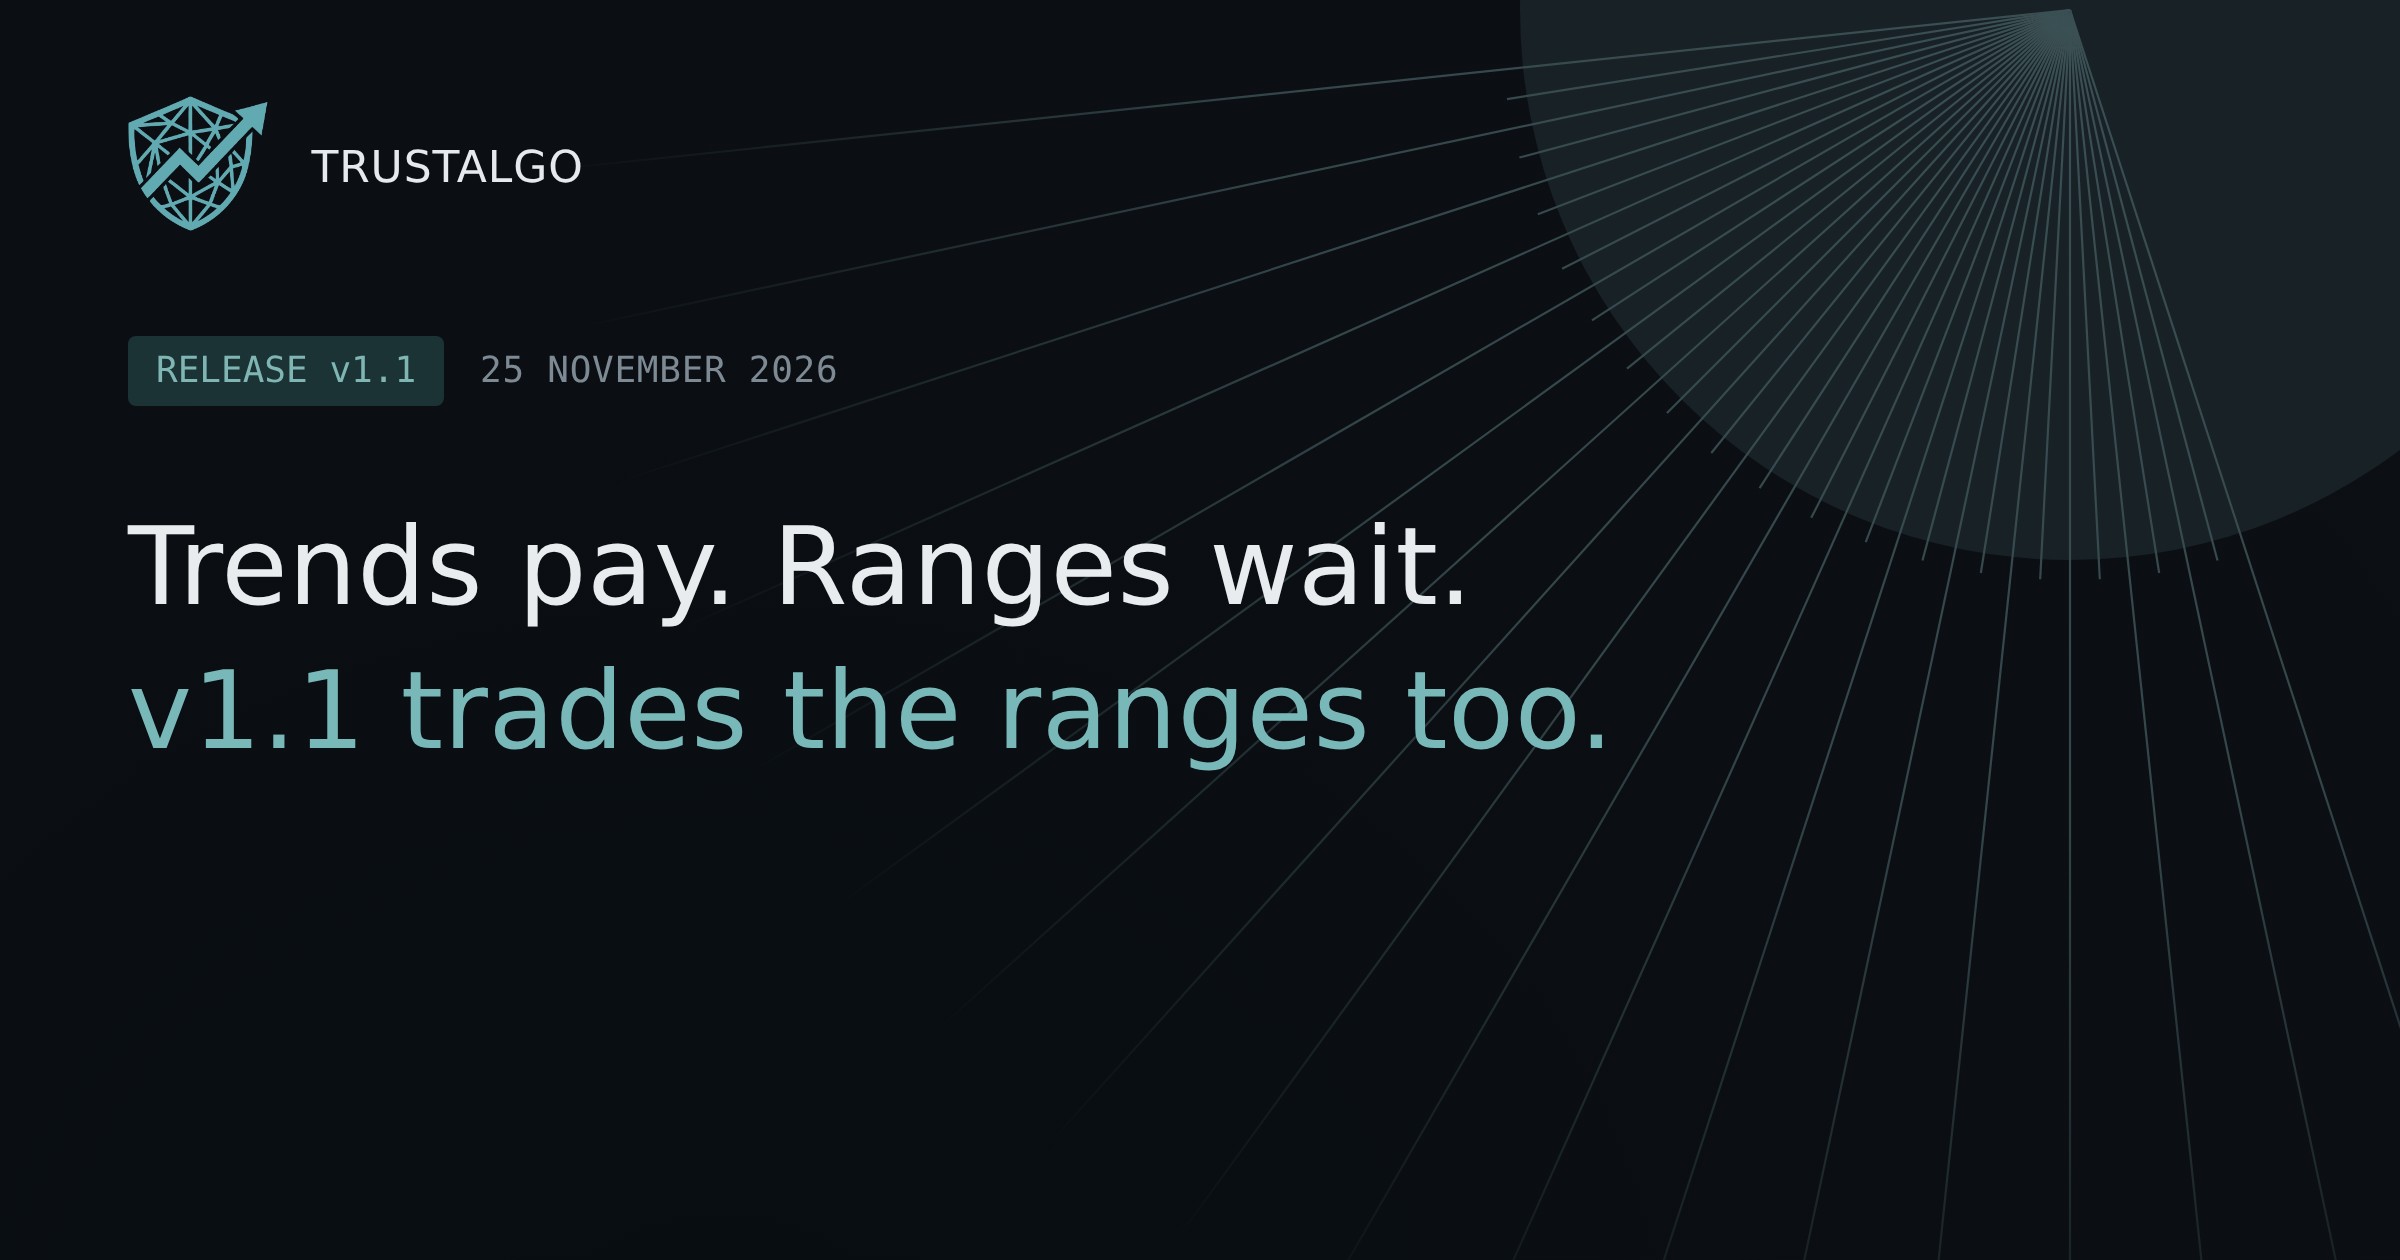 TRUSTALGO
RELEASE v1.1 25 NOVEMBER 2026
Trends pay. Ranges wait.
v1.1 trades the ranges too.